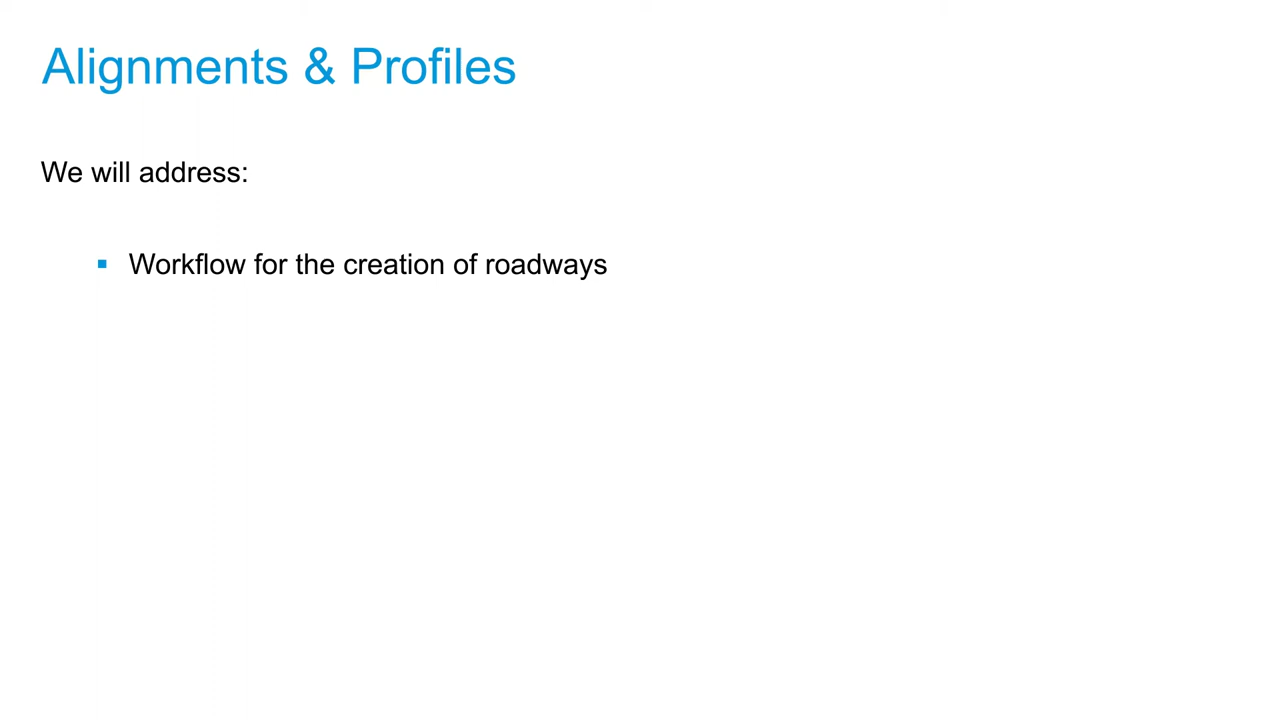 Alignments & Profiles
We will address:
▪ Workflow for the creation of roadways